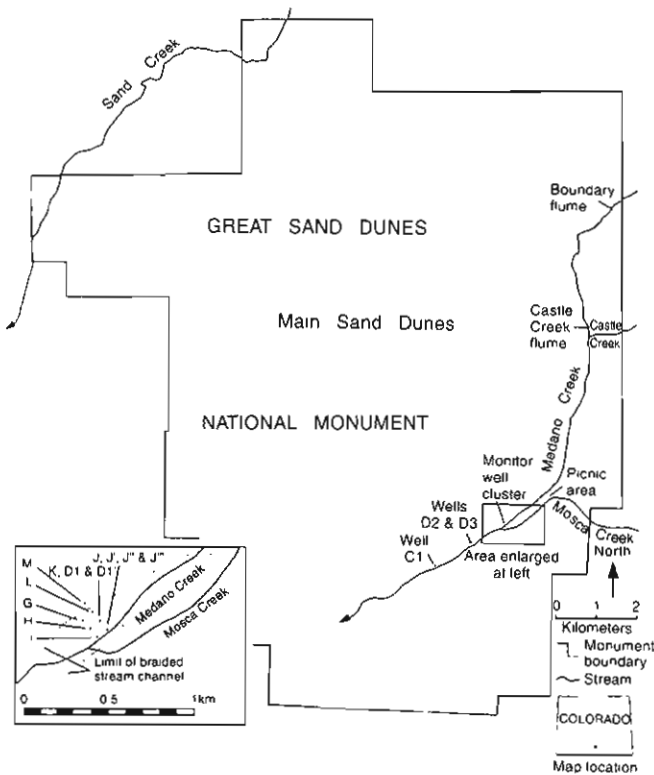 Sand Creek
Boundary
flume
GREAT SAND DUNES
Main Sand Dunes
Castle
Creek
flume
Castle
Creek
NATIONAL MONUMENT
Medano Creek
Monitor
well
cluster
Picnic
area
Wells
D2 & D3
Mosca
Creek
Well
C1
Area enlarged
at left
North
0 1 2
Kilometers
Monument
boundary
Stream
COLORADO
Map location
J, J', J" & J'"
K, D1 & D1'
M
L
G
H
I
Medano Creek
Mosca Creek
Limit of braided
stream channel
0 0.5 1km